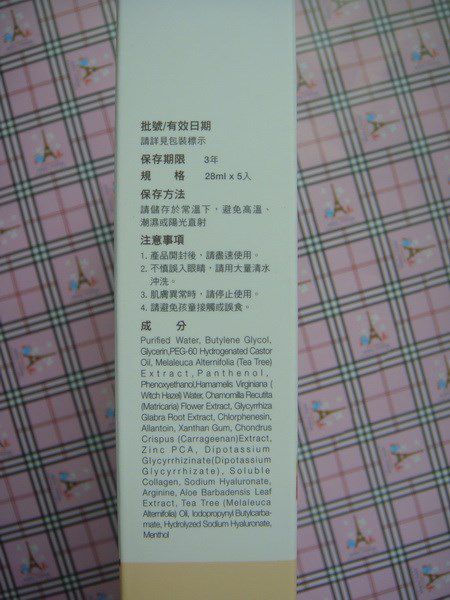 批號/有效日期
請詳見包裝標示
保存期限 3年
規 格 28ml x 5入
保存方法
請儲存於常溫下，避免高溫、
潮濕或陽光直射
注意事項
1. 產品開封後，請盡速使用。
2. 不慎誤入眼睛，請用大量清水
沖洗。
3. 肌膚異常時，請停止使用。
4. 請避免孩童接觸或誤食。
成 分
Purified Water, Butylene Glycol,
Glycerin,PEG-60 Hydrogenated Castor
Oil, Melaleuca Alternifolia (Tea Tree)
Extract,Panthenol,
Phenoxyethanol,Hamamelis Virginiana (
Witch Hazel) Water, Chamomilla Recutita
(Matricaria) Flower Extract, Glycyrrhiza
Glabra Root Extract, Chlorphenesin,
Allantoin, Xanthan Gum, Chondrus
Crispus (Carrageenan)Extract,
Zinc PCA, Dipotassium
Glycyrrhizinate(Dipotassium
Glycyrrhizate), Soluble
Collagen, Sodium Hyaluronate,
Arginine, Aloe Barbadensis Leaf
Extract, Tea Tree (Melaleuca
Alternifolia) Oil, Iodopropynyl Butylcarba-
mate, Hydrolyzed Sodium Hyaluronate,
Menthol